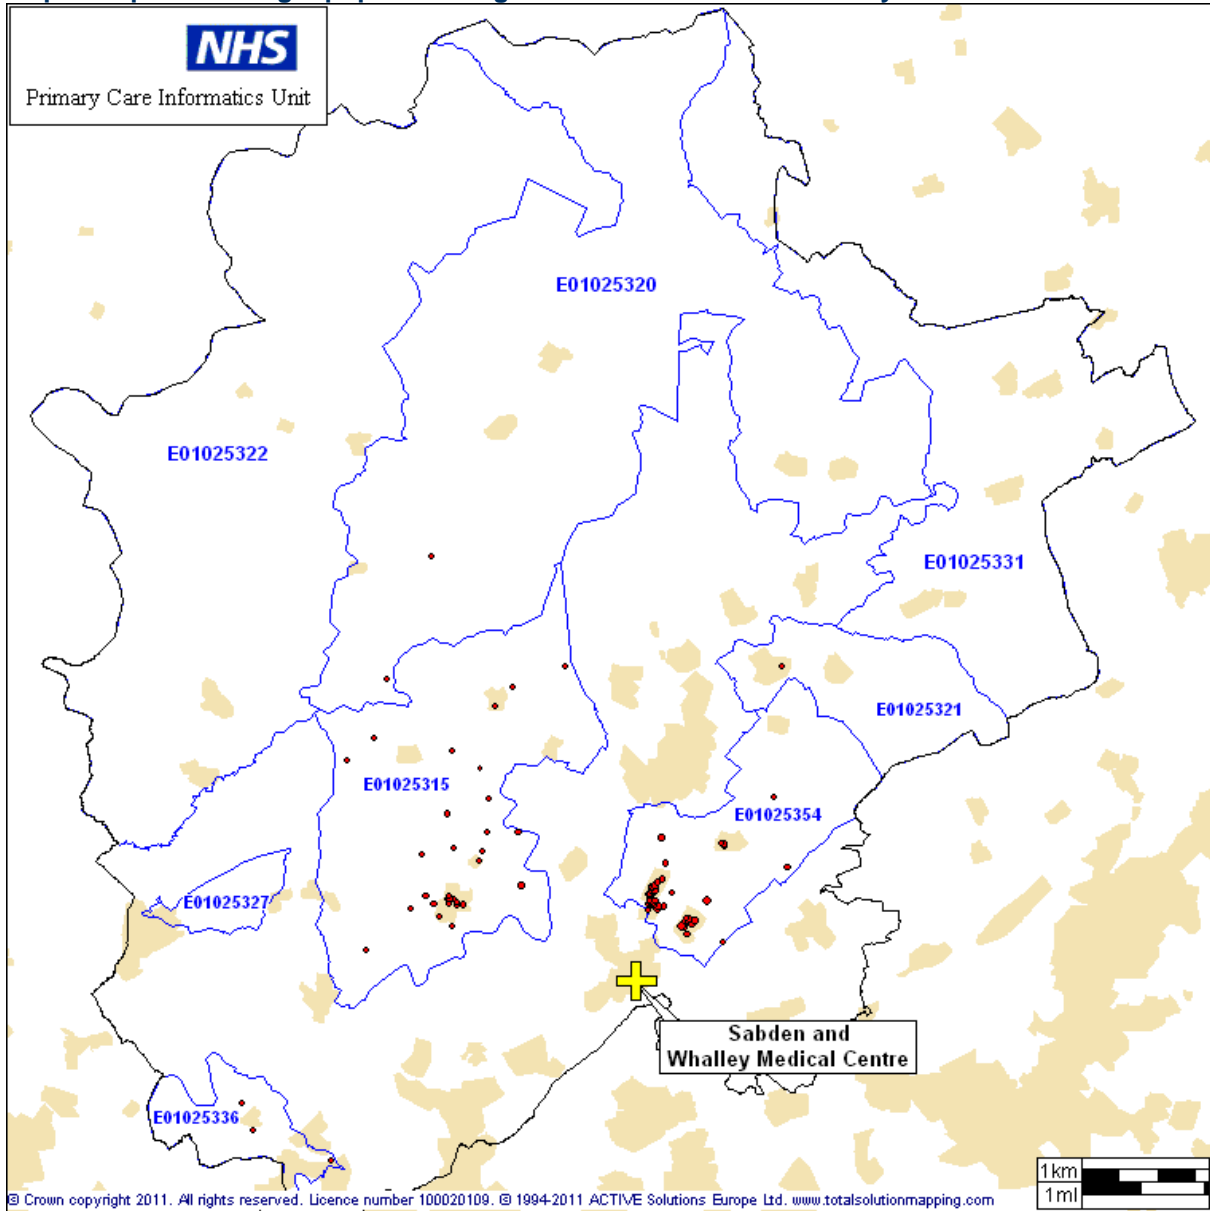 NHS
Primary Care Informatics Unit
E01025320
E01025322
E01025331
E01025321
E01025315
E01025354
E01025327
Sabden and
Whalley Medical Centre
E01025336
1km
1ml
© Crown copyright 2011. All rights reserved. Licence number 100020109. © 1994-2011 ACTIVE Solutions Europe Ltd. www.totalsolutionmapping.com